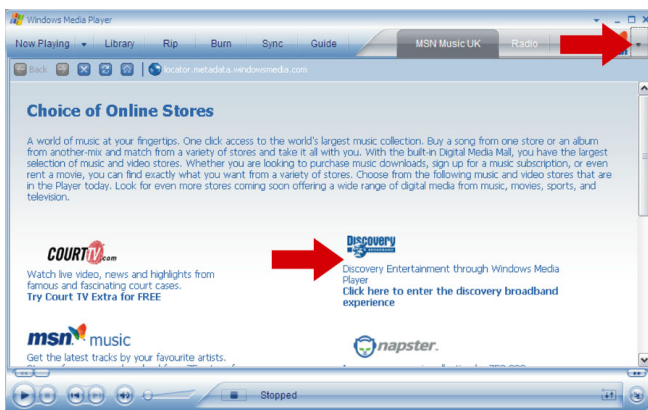 Windows Media Player
Now Playing Library Rip Burn Sync Guide MSN Music UK Radio
Back locator.metadata.windowsmedia.com
Choice of Online Stores
A world of music at your fingertips. One click access to the world's largest music collection. Buy a song from one store or an album
from another-mix and match from a variety of stores and take it all with you. With the built-in Digital Media Mall, you have the largest
selection of music and video stores. Whether you are looking to purchase music downloads, sign up for a music subscription, or even
rent a movie, you can find exactly what you want from a variety of stores. Choose from the following music and video stores that are
in the Player today. Look for even more stores coming soon offering a wide range of digital media from music, movies, sports, and
television.
COURT TV.com
Watch live video, news and highlights from
famous and fascinating court cases.
Try Court TV Extra for FREE
Discovery
BROADBAND
Discovery Entertainment through Windows Media
Player
Click here to enter the discovery broadband
experience
msn music
Get the latest tracks by your favourite artists.
napster.
Stopped